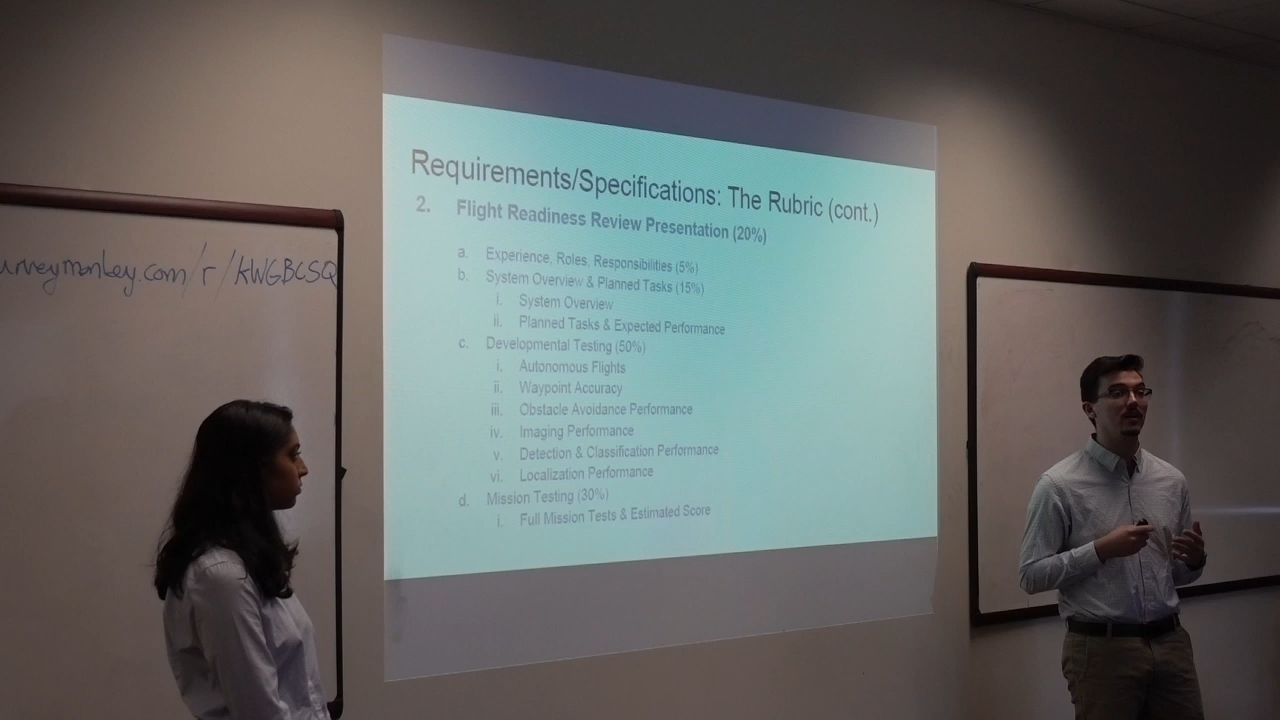 urveymonkey.com/r/KWGBCSQ
Requirements/Specifications: The Rubric (cont.)
2. Flight Readiness Review Presentation (20%)
a. Experience, Roles, Responsibilities (5%)
b. System Overview & Planned Tasks (15%)
i. System Overview
ii. Planned Tasks & Expected Performance
c. Developmental Testing (50%)
i. Autonomous Flights
ii. Waypoint Accuracy
iii. Obstacle Avoidance Performance
iv. Imaging Performance
v. Detection & Classification Performance
vi. Localization Performance
d. Mission Testing (30%)
i. Full Mission Tests & Estimated Score